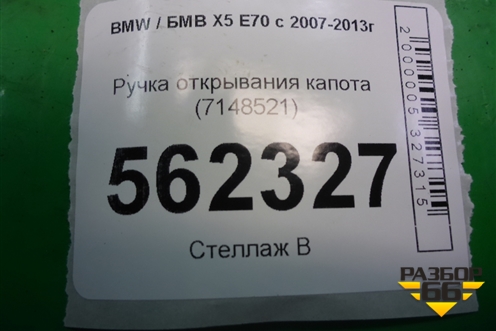 BMW / БМВ X5 E70 с 2007-2013г
Ручка открывания капота
(7148521)
562327
Стеллаж В
2000005327315
РАЗБОР
66